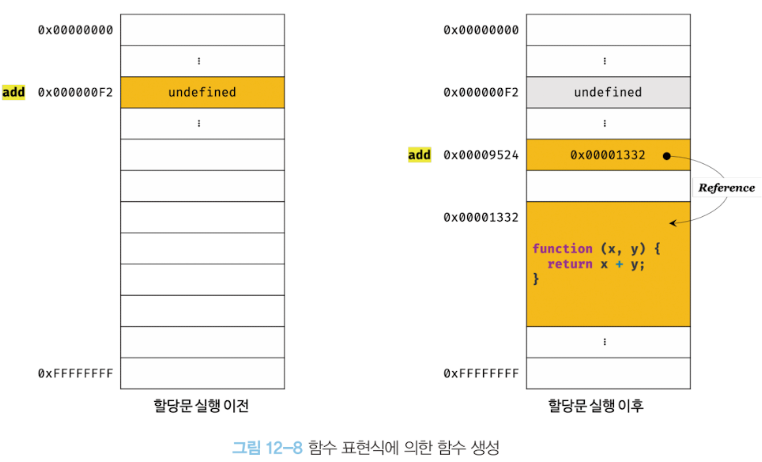 0x00000000
⋮
add 0x000000F2 undefined
⋮
0xFFFFFFFF
할당문 실행 이전
0x00000000
⋮
0x000000F2 undefined
⋮
add 0x00009524 0x00001332
Reference
0x00001332
function (x, y) {
return x + y;
}
⋮
0xFFFFFFFF
할당문 실행 이후
그림 12-8 함수 표현식에 의한 함수 생성